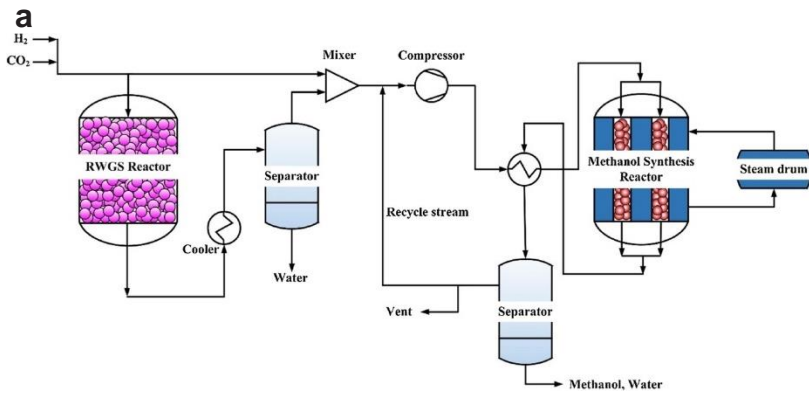 a
H₂
CO₂
Mixer
Compressor
RWGS Reactor
Separator
Cooler
Water
Recycle stream
Methanol Synthesis
Reactor
Steam drum
Separator
Vent
Methanol, Water